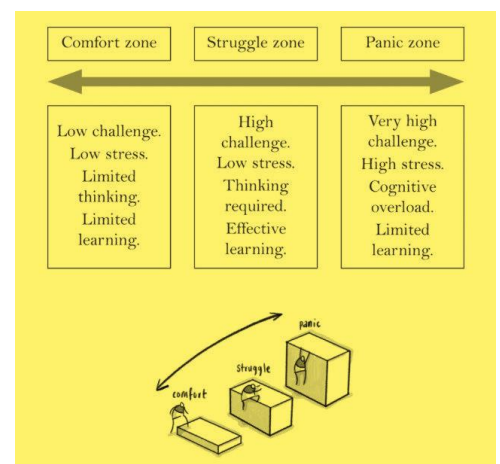 Comfort zone
Struggle zone
Panic zone
Low challenge.
Low stress.
Limited
thinking.
Limited
learning.
High
challenge.
Low stress.
Thinking
required.
Effective
learning.
Very high
challenge.
High stress.
Cognitive
overload.
Limited
learning.
panic
struggle
comfort